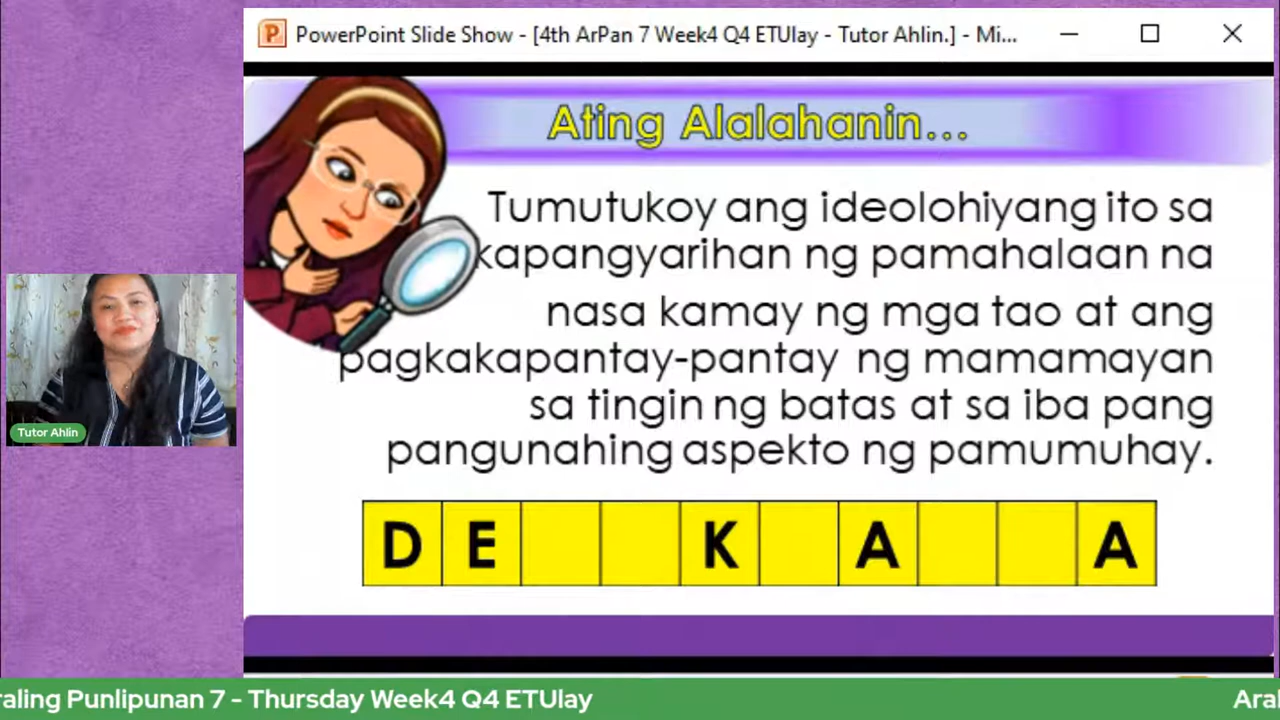 PowerPoint Slide Show - [4th ArPan 7 Week4 Q4 ETUlay - Tutor Ahlin.] - Mi...
Ating Alalahanin...
Tumutukoy ang ideolohiyang ito sa
kapangyarihan ng pamahalaan na
nasa kamay ng mga tao at ang
pagkakapantay-pantay ng mamamayan
sa tingin ng batas at sa iba pang
pangunahing aspekto ng pamumuhay.
D E K A A
Tutor Ahlin
raling Punlipunan 7 - Thursday Week4 Q4 ETUlay
Aral